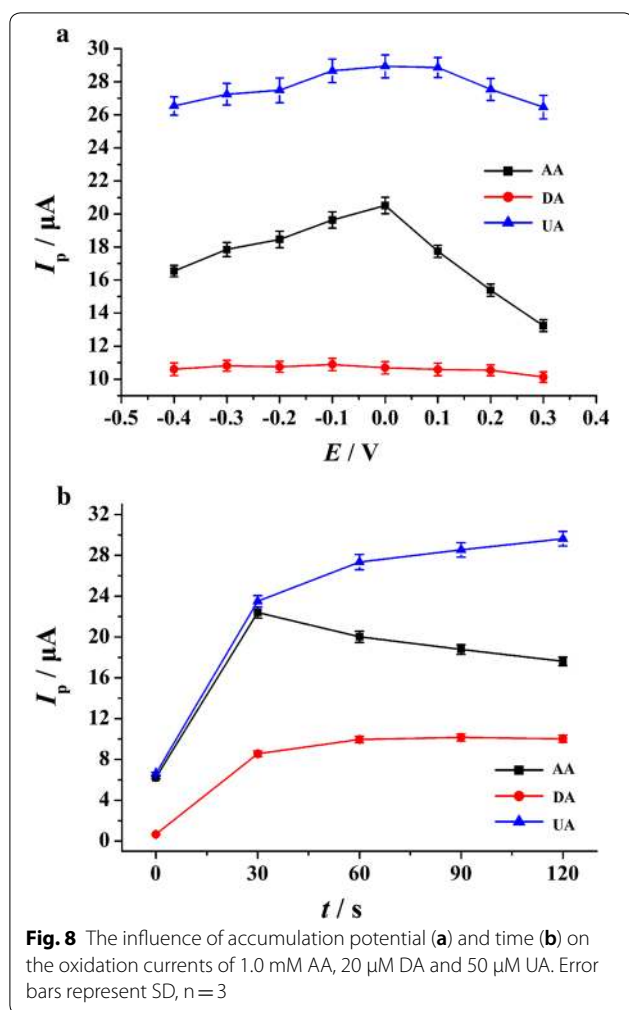 a
30
28
26
24
22
20
18
16
14
12
10
I_p / μA
AA
DA
UA
-0.5 -0.4 -0.3 -0.2 -0.1 0.0 0.1 0.2 0.3 0.4
E / V
b
32
28
24
20
16
12
8
4
0
I_p / μA
AA
DA
UA
0 30 60 90 120
t / s
Fig. 8 The influence of accumulation potential (a) and time (b) on
the oxidation currents of 1.0 mM AA, 20 μM DA and 50 μM UA. Error
bars represent SD, n = 3